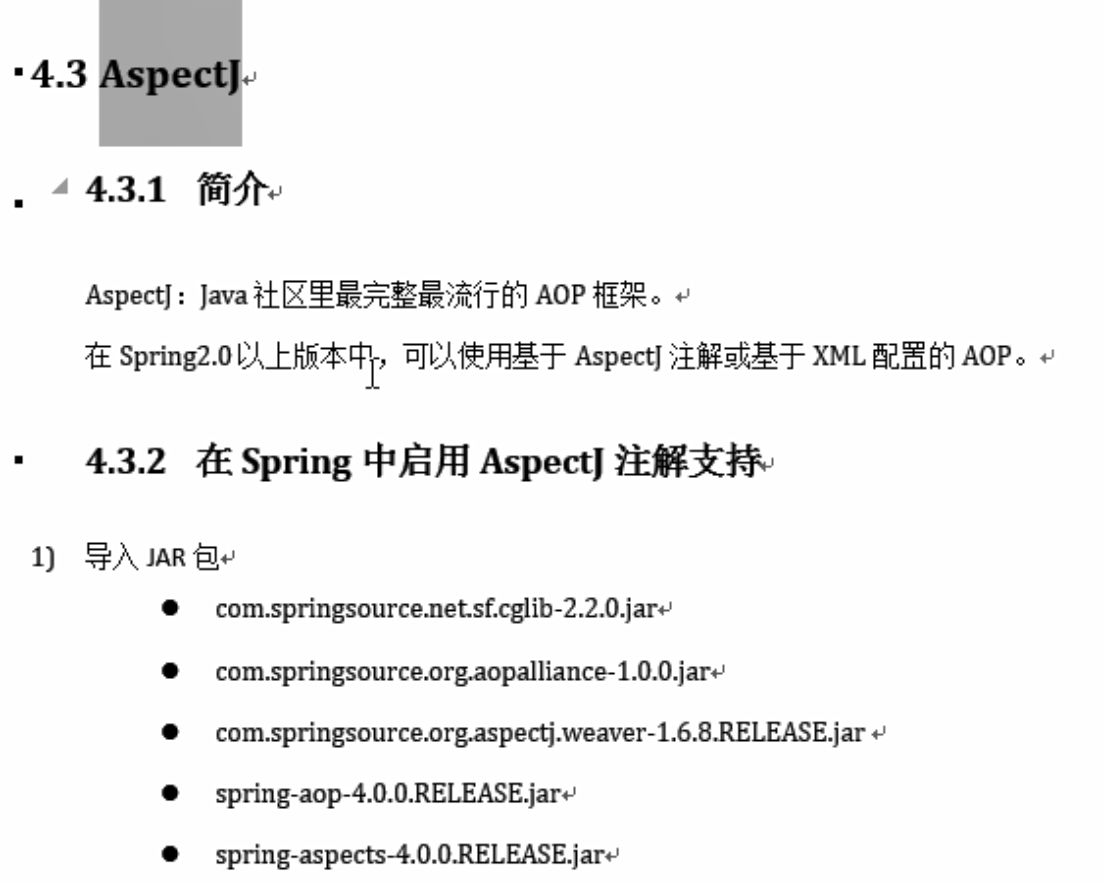 4.3 AspectJ
4.3.1 简介
AspectJ：Java 社区里最完整最流行的 AOP 框架。
在 Spring2.0 以上版本中，可以使用基于 AspectJ 注解或基于 XML 配置的 AOP。
4.3.2 在 Spring 中启用 AspectJ 注解支持
1) 导入 JAR 包
● com.springsource.net.sf.cglib-2.2.0.jar
● com.springsource.org.aopalliance-1.0.0.jar
● com.springsource.org.aspectj.weaver-1.6.8.RELEASE.jar
● spring-aop-4.0.0.RELEASE.jar
● spring-aspects-4.0.0.RELEASE.jar